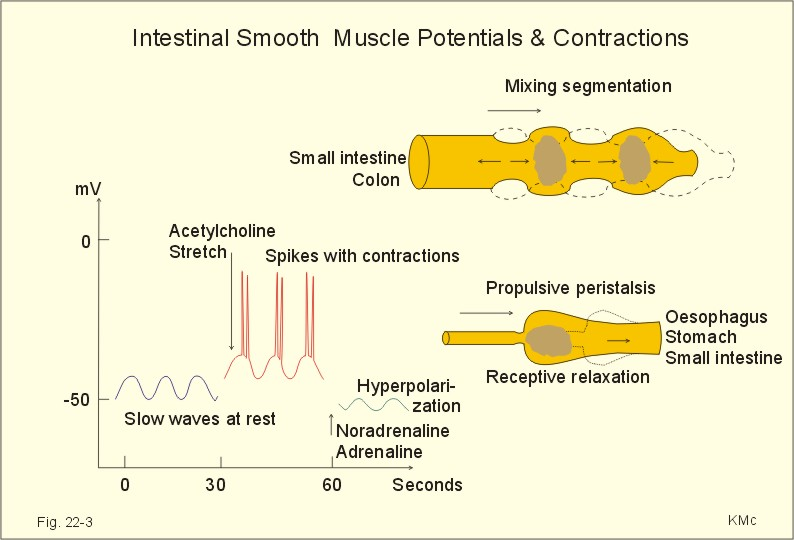 Intestinal Smooth Muscle Potentials & Contractions
Mixing segmentation
Small intestine
Colon
mV
0
Acetylcholine
Stretch
Spikes with contractions
Propulsive peristalsis
Oesophagus
Stomach
Small intestine
Receptive relaxation
-50
Slow waves at rest
Hyperpolari-
zation
Noradrenaline
Adrenaline
0 30 60 Seconds
Fig. 22-3
KMc